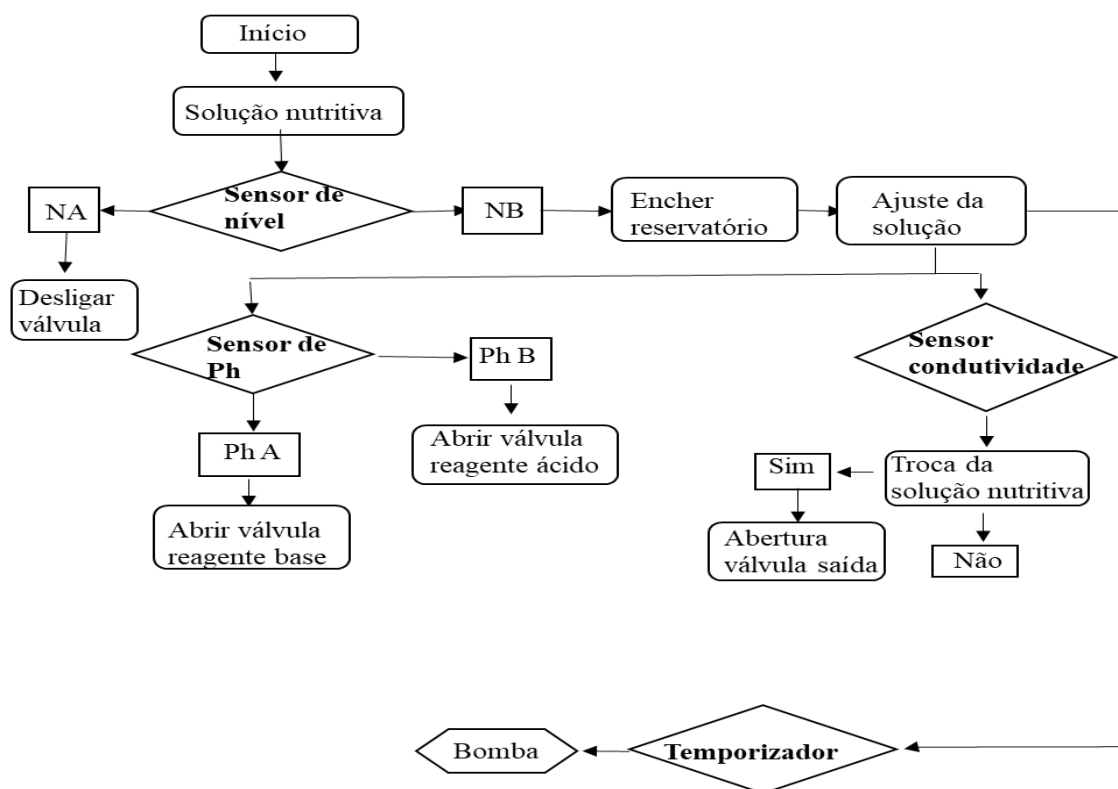 Início
Solução nutritiva
Sensor de
nível
NA
NB
Encher
reservatório
Ajuste da
solução
Desligar
válvula
Sensor de
Ph
Ph B
Sensor
condutividade
Ph A
Abrir válvula
reagente ácido
Sim
Troca da
solução nutritiva
Abrir válvula
reagente base
Abertura
válvula saída
Não
Bomba
Temporizador